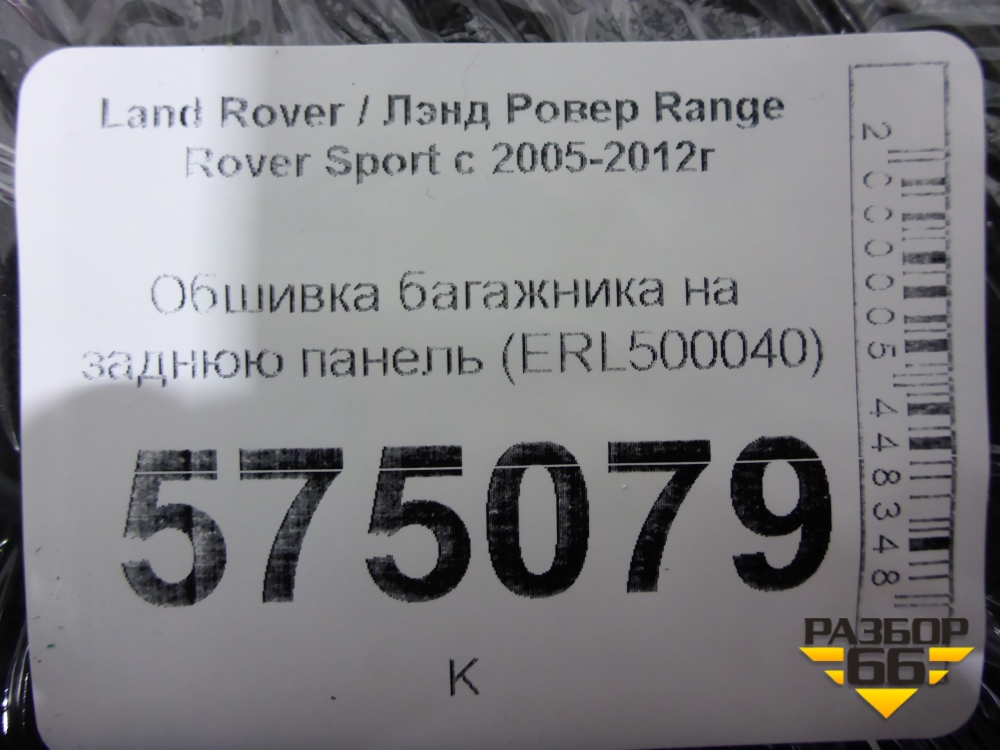 Land Rover / Лэнд Ровер Range
Rover Sport с 2005-2012г
Обшивка багажника на
заднюю панель (ERL500040)
575079
К
2000005448348
РАЗБОР
66